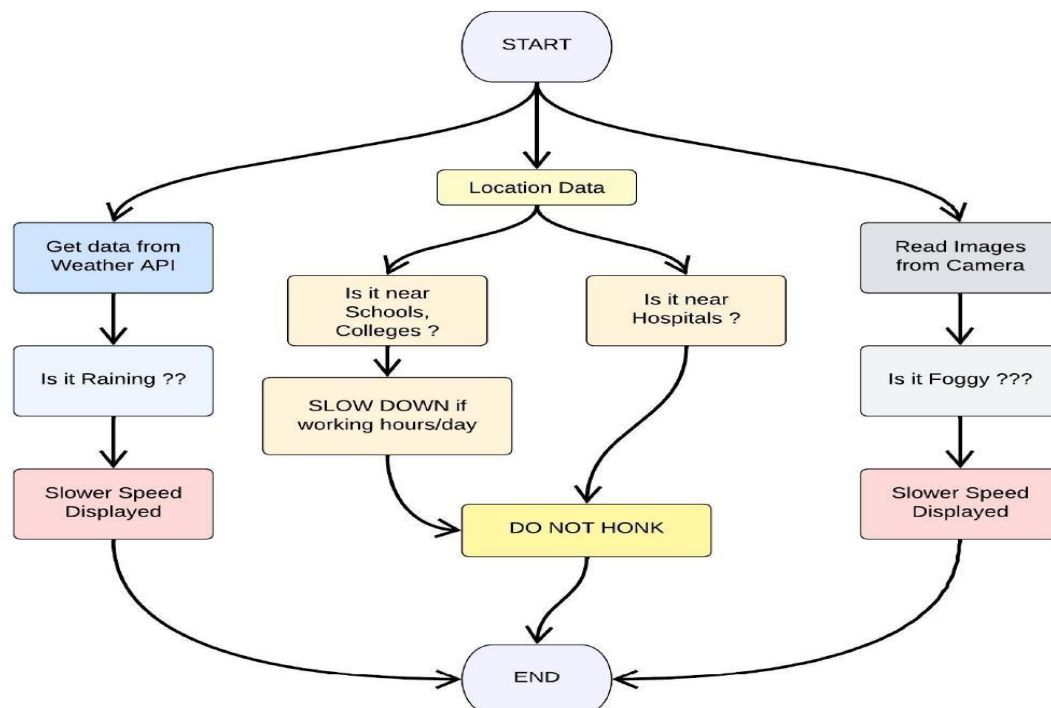 START
Location Data
Get data from
Weather API
Read Images
from Camera
Is it near
Schools,
Colleges ?
Is it near
Hospitals ?
Is it Raining ??
Is it Foggy ???
SLOW DOWN if
working hours/day
Slower Speed
Displayed
DO NOT HONK
Slower Speed
Displayed
END